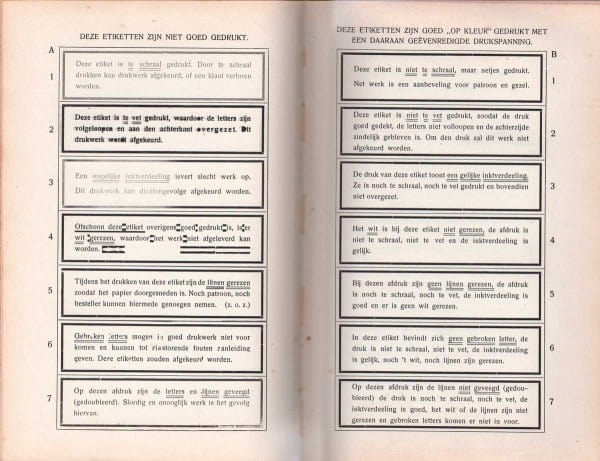 DEZE ETIKETTEN ZIJN NIET GOED GEDRUKT.
A
1
Deze etiket is te schraal gedrukt. Door te schraal
drukken kan drukwerk afgekeurd, of een klant verloren
worden.
2
Deze etiket is te vet gedrukt, waardoor de letters zijn
volgeloopen en aan den achterkant overgezet. Dit
drukwerk wordt afgekeurd.
3
Een ongelijke inktverdeeling levert slecht werk op.
Dit drukwerk kan dientengevolge afgekeurd worden.
4
Ofschoon deze etiket overigens goed gedrukt is, is er
wit gerezen, waardoor het werk niet afgeleverd kan
worden.
5
Tijdens het drukken van deze etiket zijn de lijnen gerezen
zoodat het papier doorgesneden is. Noch patroon, noch
besteller kunnen hiermede genoegen nemen. (z. o. z.)
6
Gebroken letters mogen in goed drukwerk niet voor
komen en kunnen tot zinstorende fouten aanleiding
geven. Dere etiketten zouden afgekeurd worden.
7
Op dezen afdruk zijn de letters en lijnen geveegd
(gedoubleerd). Slordig en onooglijk werk is het gevolg
hiervan.
DEZE ETIKETTEN ZIJN GOED „OP KLEUR" GEDRUKT MET
EEN DAARAAN GEËVENREDIGDE DRUKSPANNING.
B
Deze etiket is niet te schraal, maar netjes gedrukt.
Net werk is een aanbeveling voor patroon en gezel.
1
Deze etiket is niet te vet gedrukt, zoodat de druk
goed gedekt, de letters niet volloopen en de achterzijde
zindelijk gebleven is. Om den druk zal dit werk niet
afgekeurd worden.
2
De druk van deze etiket toont een gelijke inktverdeeling.
Ze is noch te schraal, noch te vet gedrukt en bovendien
niet overgezet.
3
Het wit is bij deze etiket niet gerezen, de afdruk is
niet te schraal, niet te vet en de inktverdeeling is
gelijk.
4
Bij dezen afdruk zijn geen lijnen gerezen, de afdruk
is noch te schraal, noch te vet, de inktverdeeling is
goed en er is geen wit gerezen.
5
In deze etiket bevindt zich geen gebroken letter, de
druk is niet te schraal, niet te vet, de inktverdeeling
is gelijk, noch 't wit, noch lijnen zijn gerezen.
6
Op dezen afdruk zijn de lijnen niet geveegd (gedou-
bleerd) de druk is noch te schraal, noch te vet, de
inktverdeeling is goed, het wit of de lijnen zijn niet
gerezen en gebroken letters komen er niet in voor.
7